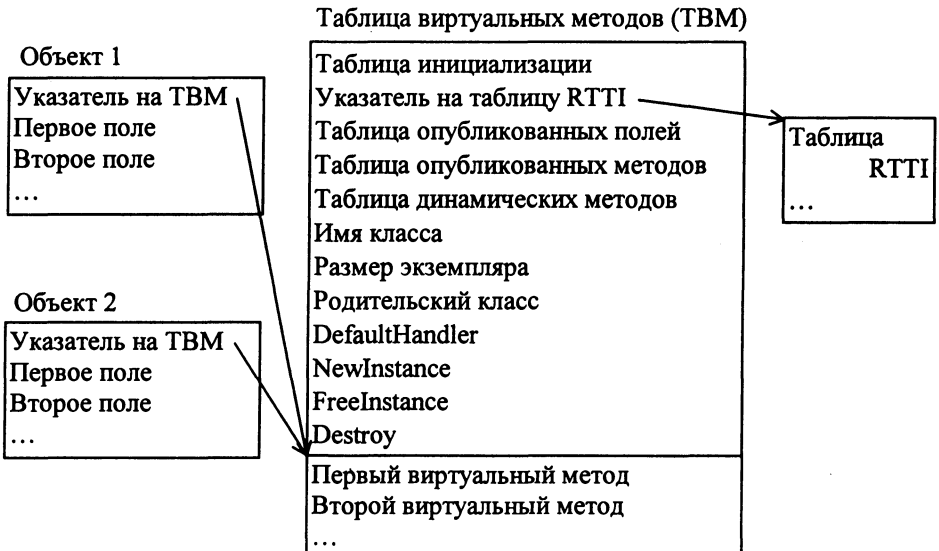 Таблица виртуальных методов (ТВМ)
Объект 1
Указатель на ТВМ
Первое поле
Второе поле
...
Объект 2
Указатель на ТВМ
Первое поле
Второе поле
...
Таблица инициализации
Указатель на таблицу RTTI
Таблица опубликованных полей
Таблица опубликованных методов
Таблица динамических методов
Имя класса
Размер экземпляра
Родительский класс
DefaultHandler
NewInstance
FreeInstance
Destroy
Первый виртуальный метод
Второй виртуальный метод
...
Таблица
RTTI
...